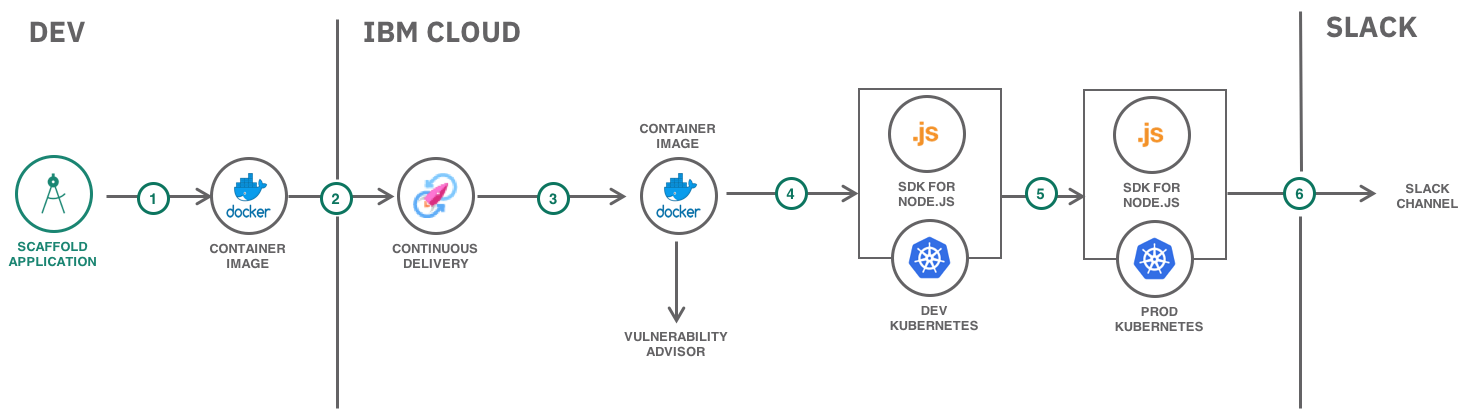 DEV
IBM CLOUD
SLACK
1
docker
SCAFFOLD
APPLICATION
CONTAINER
IMAGE
2
CONTINUOUS
DELIVERY
3
CONTAINER
IMAGE
docker
VULNERABILITY
ADVISOR
4
.js
SDK FOR
NODE.JS
DEV
KUBERNETES
5
.js
SDK FOR
NODE.JS
PROD
KUBERNETES
6
SLACK
CHANNEL